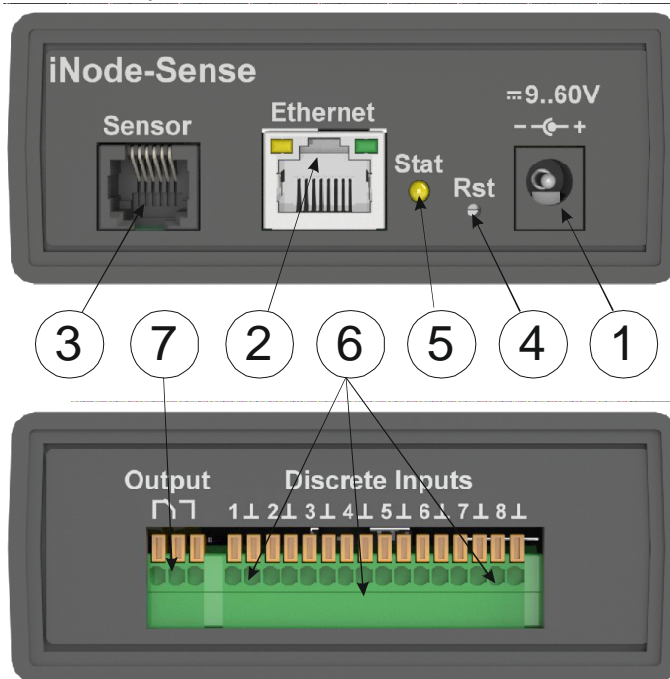 iNode-Sense
Sensor
Ethernet
Stat
Rst
⎓9..60V
- +
3 7 2 6 5 4 1
Output
Discrete Inputs
1⊥2⊥3⊥4⊥5⊥6⊥7⊥8⊥